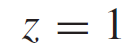 z = 1